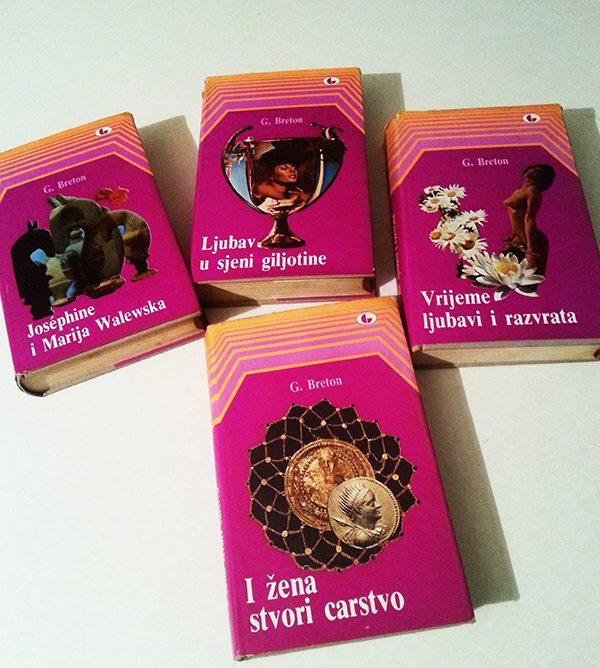 G. Breton
Joséphine
i Marija Walewska
G. Breton
Ljubav
u sjeni giljotine
G. Breton
Vrijeme
ljubavi i razvrata
G. Breton
I žena
stvori carstvo